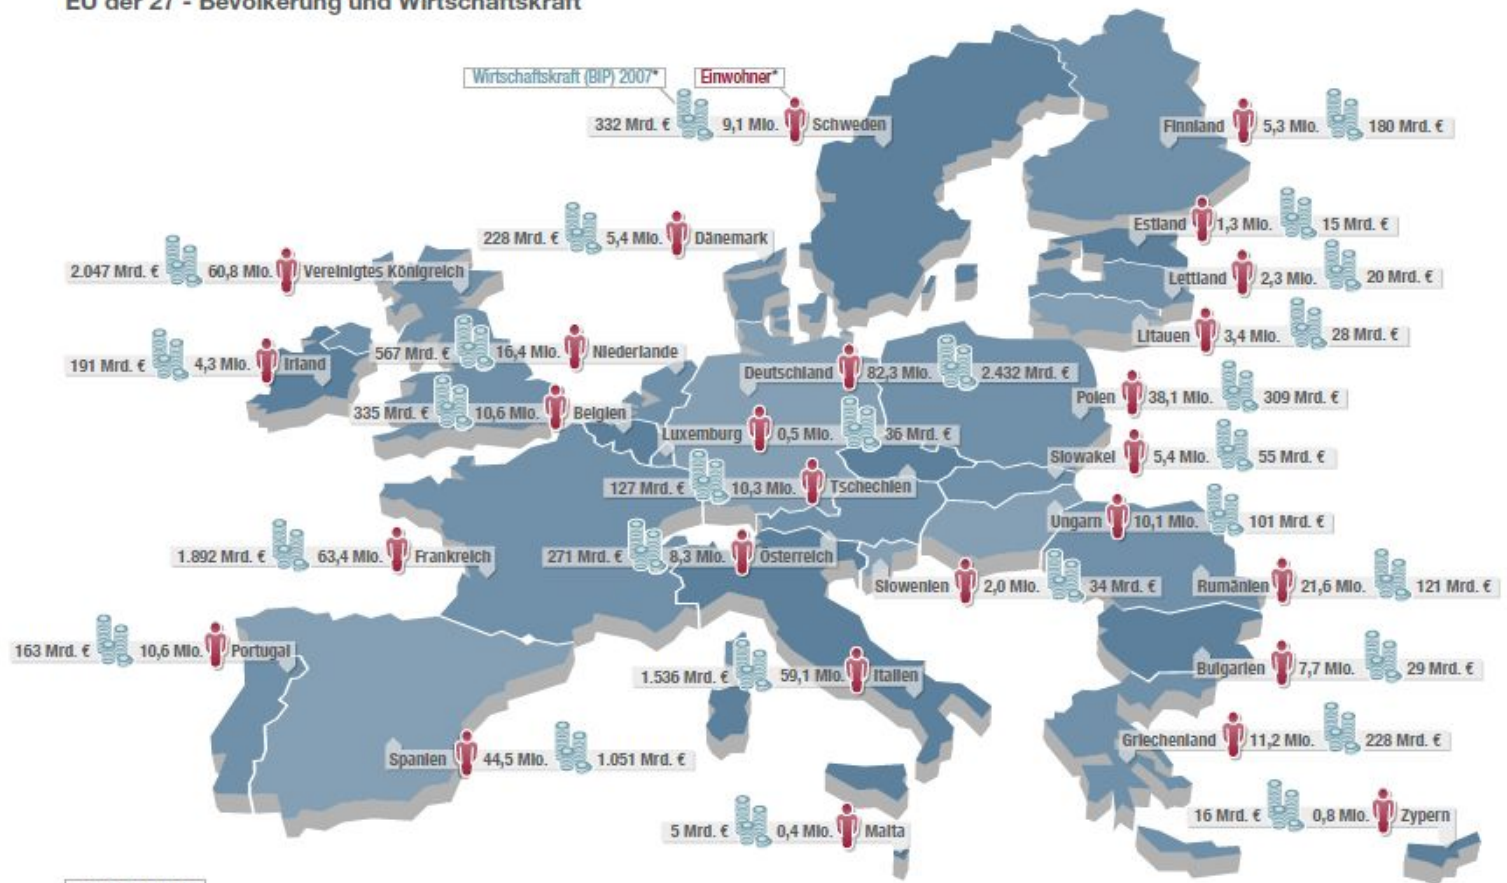 EU der 27 - Bevölkerung und Wirtschaftskraft
Wirtschaftskraft (BIP) 2007*
Einwohner*
332 Mrd. € 9,1 Mio. Schweden
Finnland 5,3 Mio. 180 Mrd. €
228 Mrd. € 5,4 Mio. Dänemark
Estland 1,3 Mio. 15 Mrd. €
2.047 Mrd. € 60,8 Mio. Vereinigtes Königreich
Lettland 2,3 Mio. 20 Mrd. €
Litauen 3,4 Mio. 28 Mrd. €
191 Mrd. € 4,3 Mio. Irland
567 Mrd. € 16,4 Mio. Niederlande
Deutschland 82,3 Mio. 2.432 Mrd. €
Polen 38,1 Mio. 309 Mrd. €
335 Mrd. € 10,6 Mio. Belgien
Luxemburg 0,5 Mio. 36 Mrd. €
Slowakei 5,4 Mio. 55 Mrd. €
127 Mrd. € 10,3 Mio. Tschechien
Ungarn 10,1 Mio. 101 Mrd. €
1.892 Mrd. € 63,4 Mio. Frankreich
271 Mrd. € 8,3 Mio. Österreich
Slowenien 2,0 Mio. 34 Mrd. €
Rumänien 21,6 Mio. 121 Mrd. €
163 Mrd. € 10,6 Mio. Portugal
1.536 Mrd. € 59,1 Mio. Italien
Bulgarien 7,7 Mio. 29 Mrd. €
Spanien 44,5 Mio. 1.051 Mrd. €
Griechenland 11,2 Mio. 228 Mrd. €
5 Mrd. € 0,4 Mio. Malta
16 Mrd. € 0,8 Mio. Zypern